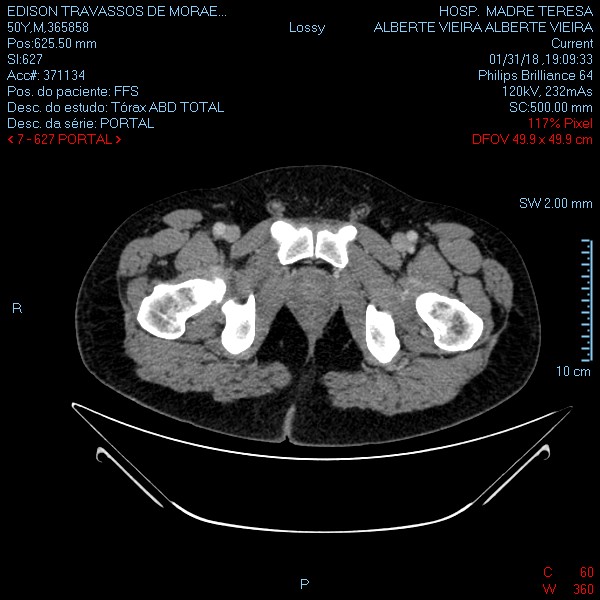 EDISON TRAVASSOS DE MORAE...
50Y,M,365858
Pos:625.50 mm
SI:627
Acc#: 371134
Pos. do paciente: FFS
Desc. do estudo: Tórax ABD TOTAL
Desc. da série: PORTAL
< 7 - 627 PORTAL >
Lossy
HOSP. MADRE TERESA
ALBERTE VIEIRA ALBERTE VIEIRA
Current
01/31/18 ,19:09:33
Philips Brilliance 64
120kV, 232mAs
SC:500.00 mm
117% Pixel
DFOV 49.9 x 49.9 cm
SW 2.00 mm
R
10 cm
P
C 60
W 360